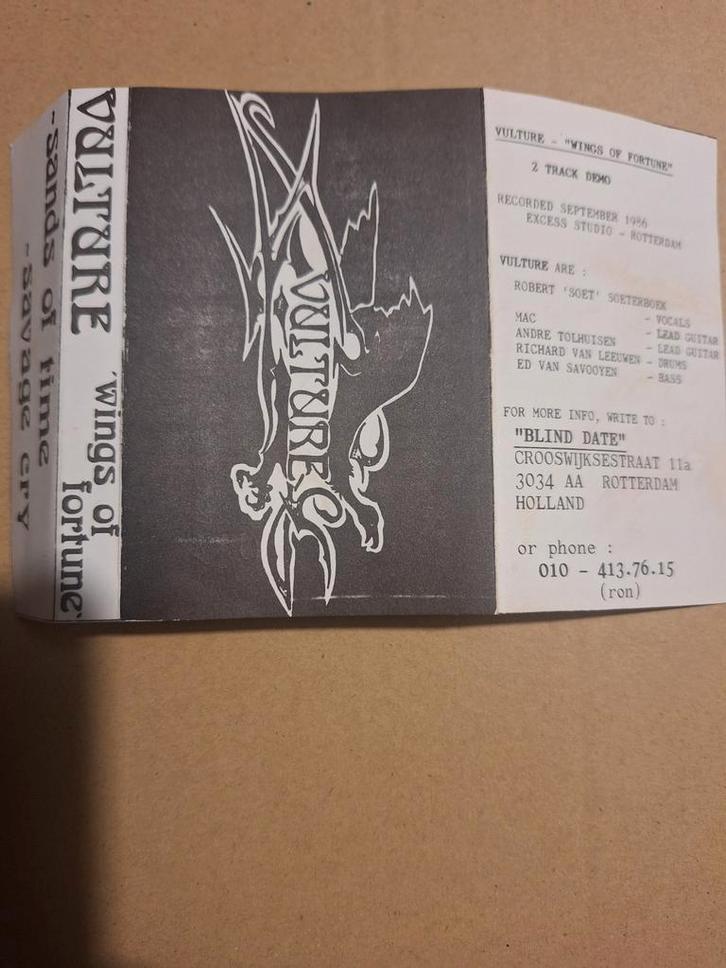 -sands of time
-savage cry
VULTURE 'wings of
fortune'
VULTURE
VULTURE - "WINGS OF FORTUNE"
2 TRACK DEMO
RECORDED SEPTEMBER 1986
EXCESS STUDIO - ROTTERDAM
VULTURE ARE :
ROBERT 'SOET' SOETERBOEK
- VOCALS
MAC - LEAD GUITAR
ANDRE TOLHUISEN - LEAD GUITAR
RICHARD VAN LEEUWEN - DRUMS
ED VAN SAVOOYEN - BASS
FOR MORE INFO, WRITE TO :
"BLIND DATE"
CROOSWIJKSESTRAAT 11a
3034 AA ROTTERDAM
HOLLAND
or phone :
010 - 413.76.15
(ron)